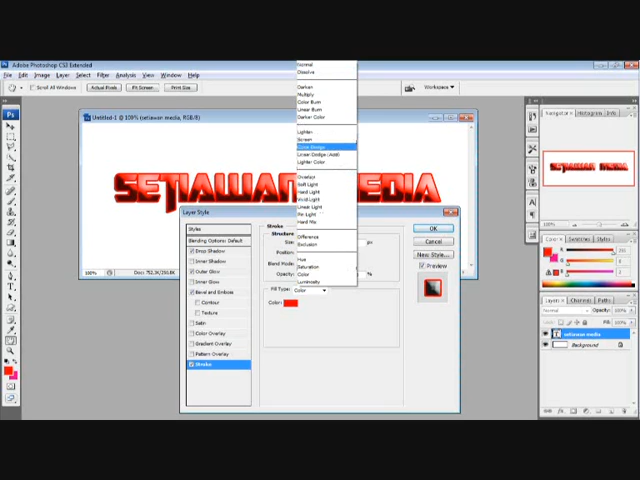 Adobe Photoshop CS3 Extended
File Edit Image Layer Select Filter Analysis View Window Help
Scroll All Windows Actual Pixels Fit Screen Print Size Workspace
Untitled-1 @ 100% (setiawan media, RGB/8)
SETIAWAN MEDIA
100%
Normal
Dissolve
Darken
Multiply
Color Burn
Linear Burn
Darker Color
Lighten
Screen
Color Dodge
Linear Dodge (Add)
Lighter Color
Overlay
Soft Light
Hard Light
Vivid Light
Linear Light
Pin Light
Hard Mix
Difference
Exclusion
Hue
Saturation
Color
Luminosity
Layer Style
Styles
Blending Options: Default
Drop Shadow
Inner Shadow
Outer Glow
Inner Glow
Bevel and Emboss
Contour
Texture
Satin
Color Overlay
Gradient Overlay
Pattern Overlay
Stroke
Stroke
Structure
Size: px
Position:
Blend Mode:
Opacity: %
Fill Type: Color
Color:
OK
Cancel
New Style...
Preview
Navigator Histogram Info
SETIAWAN MEDIA
100%
Color Swatches Styles
R
G
B
Layers Channels Paths
Normal Opacity: 100%
Lock: Fill: 100%
setiawan media
Background